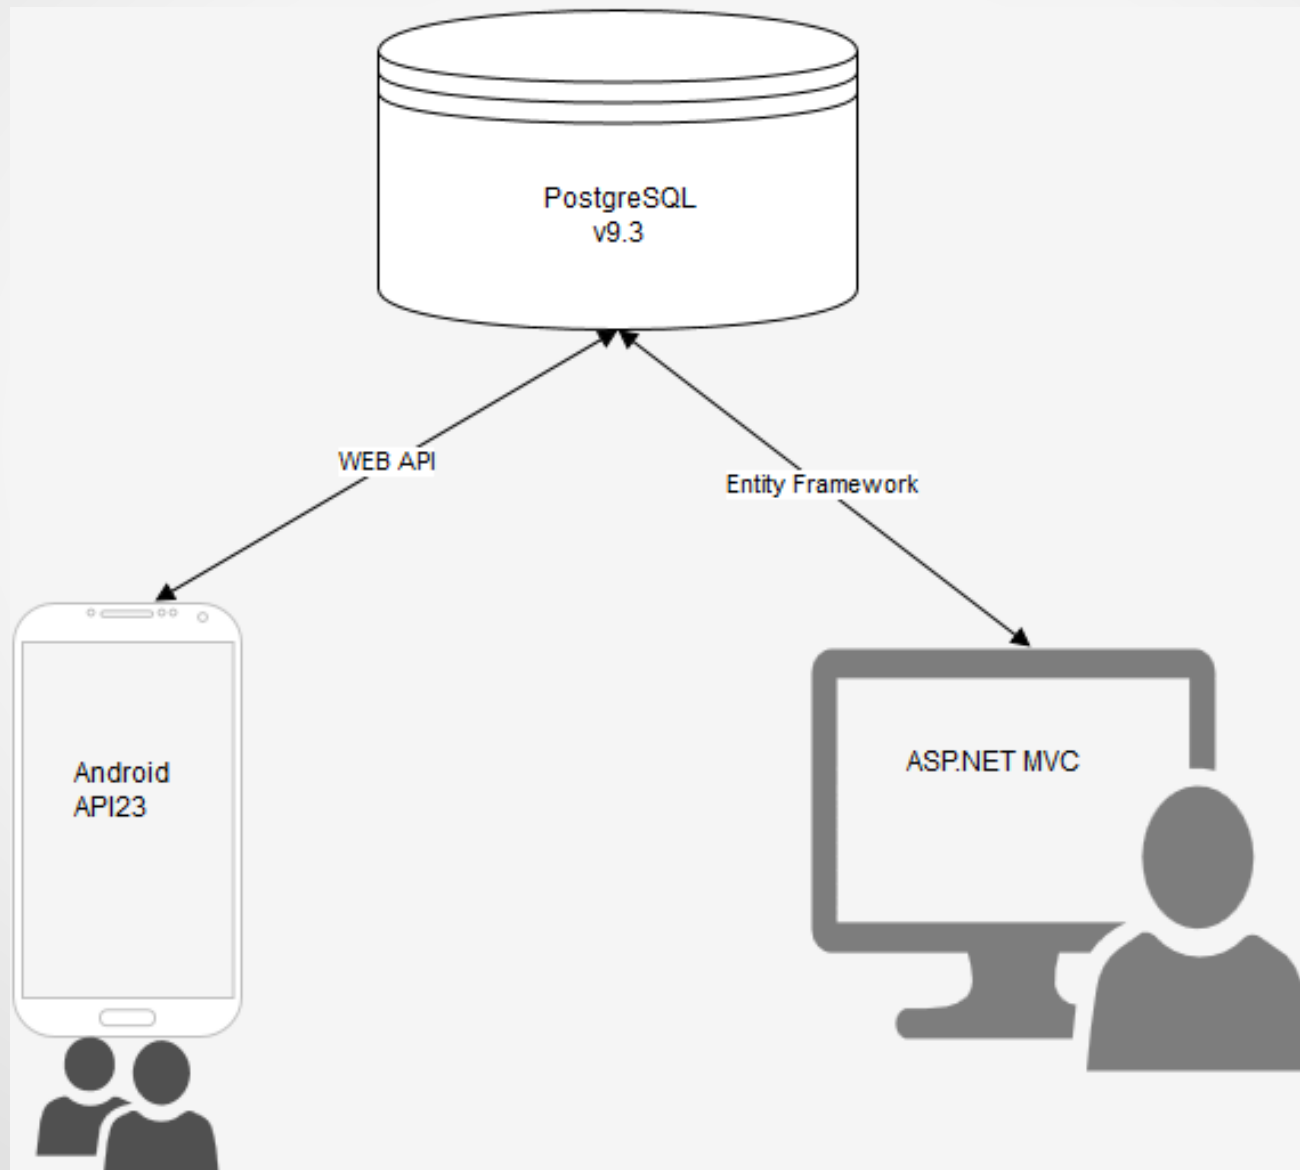 PostgreSQL
v9.3
WEB API
Entity Framework
Android
API23
ASP.NET MVC